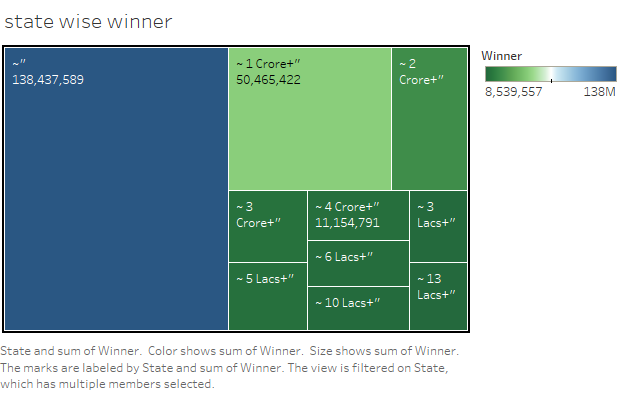 state wise winner
~"
138,437,589
~ 1 Crore+"
50,465,422
~ 2
Crore+"
~ 3
Crore+"
~ 4 Crore+"
11,154,791
~ 3
Lacs+"
~ 6 Lacs+"
~ 5 Lacs+"
~ 10 Lacs+"
~ 13
Lacs+"
Winner
8,539,557 138M
State and sum of Winner. Color shows sum of Winner. Size shows sum of Winner.
The marks are labeled by State and sum of Winner. The view is filtered on State,
which has multiple members selected.